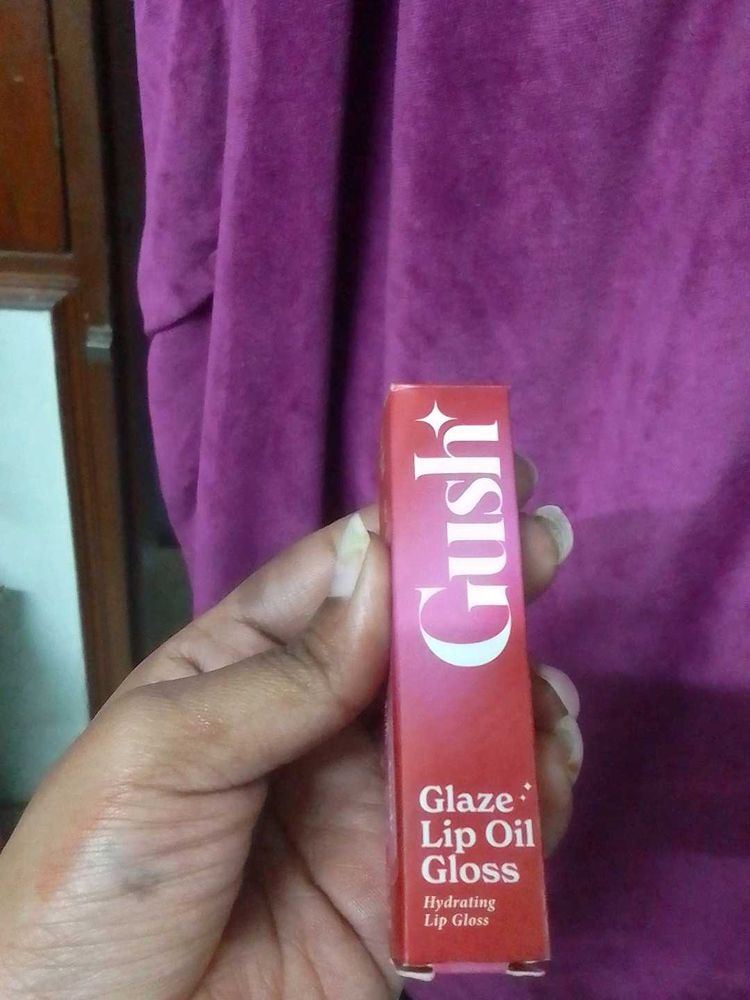 Gush
Glaze
Lip Oil
Gloss
Hydrating
Lip Gloss